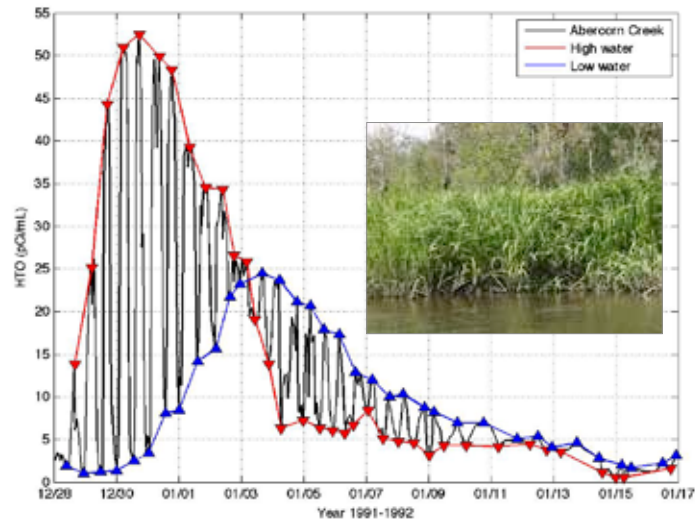 55
50
45
40
35
30
25
20
15
10
5
0
HTO (pCi/mL)
Abercorn Creek
High water
Low water
12/28 12/30 01/01 01/03 01/05 01/07 01/09 01/11 01/13 01/15 01/17
Year 1991-1992